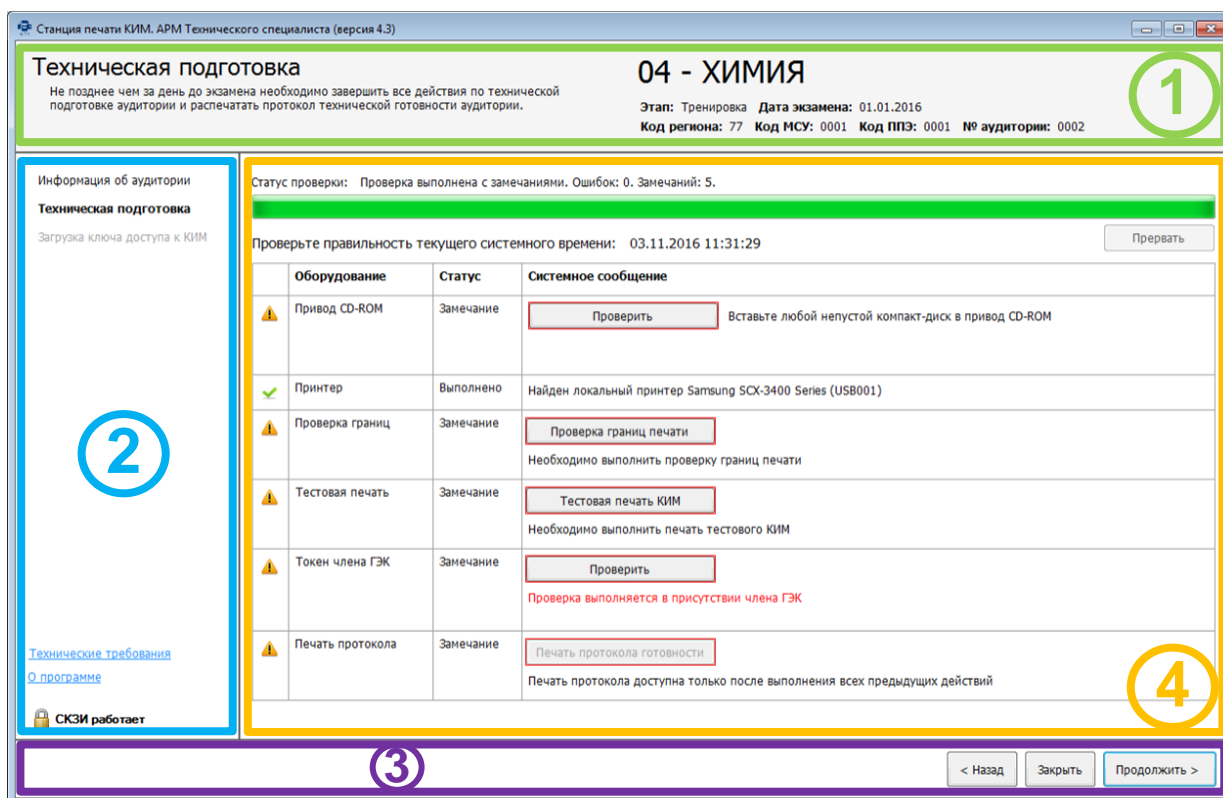 Станция печати КИМ. АРМ Технического специалиста (версия 4.3)
Техническая подготовка
Не позднее чем за день до экзамена необходимо завершить все действия по технической
подготовке аудитории и распечатать протокол технической готовности аудитории.
04 - ХИМИЯ
Этап: Тренировка Дата экзамена: 01.01.2016
Код региона: 77 Код МСУ: 0001 Код ППЭ: 0001 № аудитории: 0002
1
Информация об аудитории
Техническая подготовка
Загрузка ключа доступа к КИМ
2
Технические требования
О программе
СКЗИ работает
Статус проверки: Проверка выполнена с замечаниями. Ошибок: 0. Замечаний: 5.
Проверьте правильность текущего системного времени: 03.11.2016 11:31:29
Прервать
Оборудование Статус Системное сообщение
Привод CD-ROM Замечание Проверить Вставьте любой непустой компакт-диск в привод CD-ROM
Принтер Выполнено Найден локальный принтер Samsung SCX-3400 Series (USB001)
Проверка границ Замечание Проверка границ печати
Необходимо выполнить проверку границ печати
Тестовая печать Замечание Тестовая печать КИМ
Необходимо выполнить печать тестового КИМ
Токен члена ГЭК Замечание Проверить
Проверка выполняется в присутствии члена ГЭК
Печать протокола Замечание Печать протокола готовности
Печать протокола доступна только после выполнения всех предыдущих действий
4
3
< Назад Закрыть Продолжить >